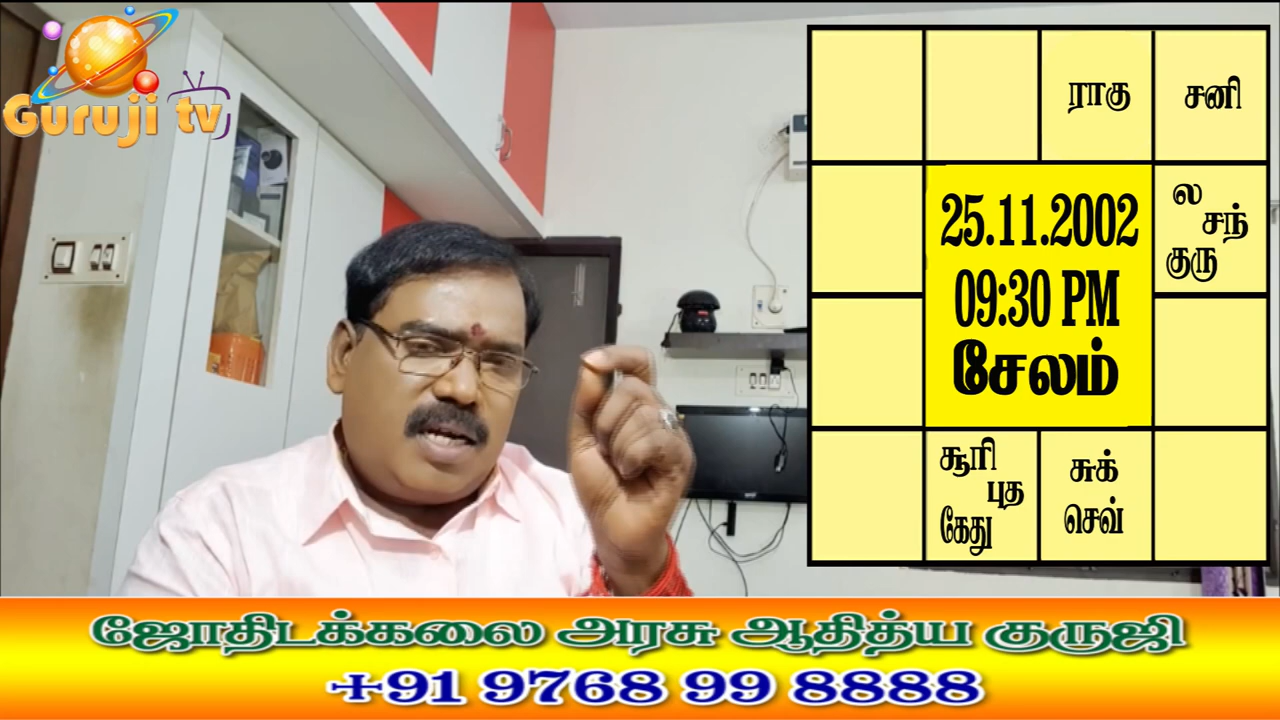 Guruji tv
ராகு
சனி
ல
சந்
குரு
25.11.2002
09:30 PM
சேலம்
சூரி
புத
கேது
சுக்
செவ்
ஜோதிடக்கலை அரசு ஆதித்ய குருஜி
+91 9768 99 8888